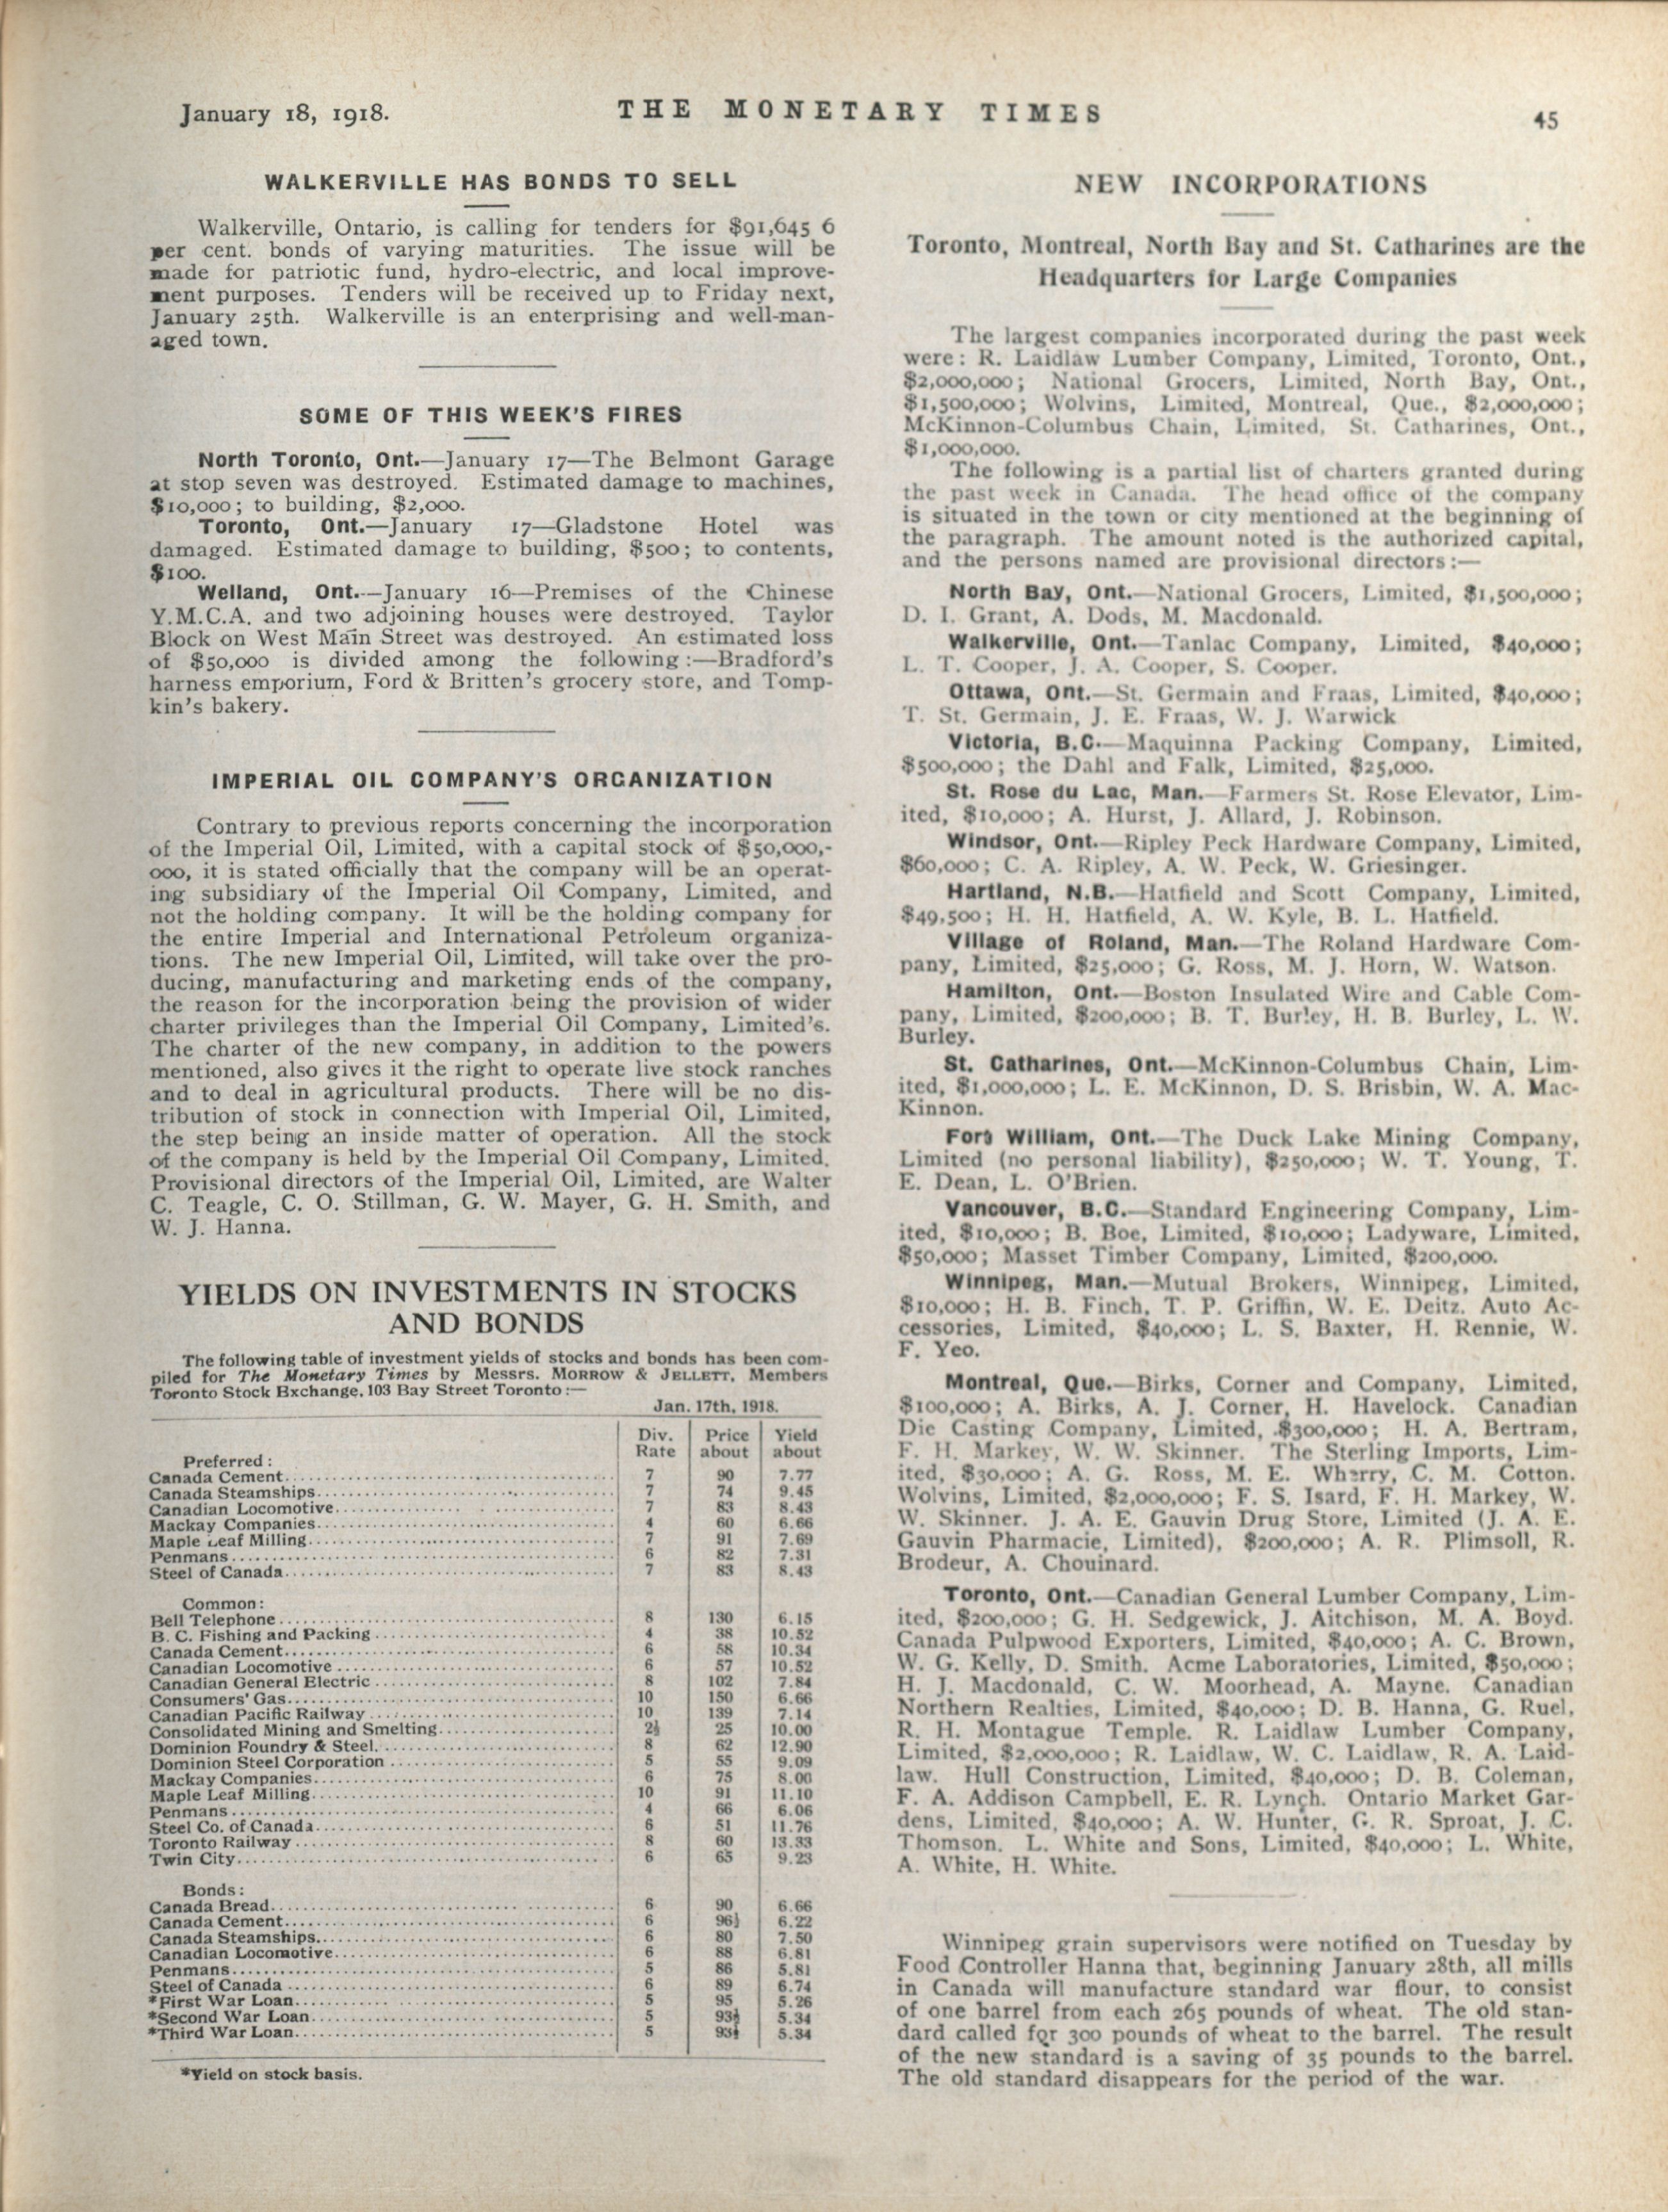 January 18, 1918.
THE MONETARY TIMES
45
WALKERVILLE HAS BONDS TO SELL
Walkerville, Ontario, is calling for tenders for $91,645 6
per cent. bonds of varying maturities. The issue will be
made for patriotic fund, hydro-electric, and local improve-
ment purposes. Tenders will be received up to Friday next,
January 25th. Walkerville is an enterprising and well-man-
aged town.
SOME OF THIS WEEK'S FIRES
North Toronto, Ont.—January 17—The Belmont Garage
at stop seven was destroyed. Estimated damage to machines,
$10,000; to building, $2,000.
Toronto, Ont.—January 17—Gladstone Hotel was
damaged. Estimated damage to building, $500; to contents,
$100.
Welland, Ont.—January 16—Premises of the Chinese
Y.M.C.A. and two adjoining houses were destroyed. Taylor
Block on West Main Street was destroyed. An estimated loss
of $50,000 is divided among the following:—Bradford's
harness emporium, Ford & Britten's grocery store, and Tomp-
kin's bakery.
IMPERIAL OIL COMPANY'S ORGANIZATION
Contrary to previous reports concerning the incorporation
of the Imperial Oil, Limited, with a capital stock of $50,000,-
000, it is stated officially that the company will be an operat-
ing subsidiary of the Imperial Oil Company, Limited, and
not the holding company. It will be the holding company for
the entire Imperial and International Petroleum organiza-
tions. The new Imperial Oil, Limited, will take over the pro-
ducing, manufacturing and marketing ends of the company,
the reason for the incorporation being the provision of wider
charter privileges than the Imperial Oil Company, Limited's.
The charter of the new company, in addition to the powers
mentioned, also gives it the right to operate live stock ranches
and to deal in agricultural products. There will be no dis-
tribution of stock in connection with Imperial Oil, Limited,
the step being an inside matter of operation. All the stock
of the company is held by the Imperial Oil Company, Limited.
Provisional directors of the Imperial Oil, Limited, are Walter
C. Teagle, C. O. Stillman, G. W. Mayer, G. H. Smith, and
W. J. Hanna.
YIELDS ON INVESTMENTS IN STOCKS
AND BONDS
The following table of investment yields of stocks and bonds has been com-
piled for The Monetary Times by Messrs. MORROW & JELLETT, Members
Toronto Stock Exchange, 103 Bay Street Toronto:—
Jan. 17th, 1918.
Div. Rate Price about Yield about
Preferred:
Canada Cement 7 90 7.77
Canada Steamships 7 74 9.45
Canadian Locomotive 7 83 8.43
Mackay Companies 4 60 6.66
Maple Leaf Milling 7 91 7.69
Penmans 6 82 7.31
Steel of Canada 7 83 8.43
Common:
Bell Telephone 8 130 6.15
B. C. Fishing and Packing 4 38 10.52
Canada Cement 6 58 10.34
Canadian Locomotive 6 57 10.52
Canadian General Electric 8 102 7.84
Consumers' Gas 10 150 6.66
Canadian Pacific Railway 10 139 7.14
Consolidated Mining and Smelting 2½ 25 10.00
Dominion Foundry & Steel 8 62 12.90
Dominion Steel Corporation 5 55 9.09
Mackay Companies 6 75 8.00
Maple Leaf Milling 10 91 11.10
Penmans 4 66 6.06
Steel Co. of Canada 6 51 11.76
Toronto Railway 8 60 13.33
Twin City 6 65 9.23
Bonds:
Canada Bread 6 90 6.66
Canada Cement 6 96½ 6.22
Canada Steamships 6 80 7.50
Canadian Locomotive 6 88 6.81
Penmans 5 86 5.81
Steel of Canada 6 89 6.74
*First War Loan 5 95 5.26
*Second War Loan 5 5.34
*Third War Loan 5 5.34
*Yield on stock basis.
NEW INCORPORATIONS
Toronto, Montreal, North Bay and St. Catharines are the
Headquarters for Large Companies
The largest companies incorporated during the past week
were: R. Laidlaw Lumber Company, Limited, Toronto, Ont.,
$2,000,000; National Grocers, Limited, North Bay, Ont.,
$1,500,000; Wolvins, Limited, Montreal, Que., $2,000,000;
McKinnon-Columbus Chain, Limited, St. Catharines, Ont.,
$1,000,000.
The following is a partial list of charters granted during
the past week in Canada. The head office of the company
is situated in the town or city mentioned at the beginning of
the paragraph. The amount noted is the authorized capital,
and the persons named are provisional directors:—
North Bay, Ont.—National Grocers, Limited, $1,500,000;
D. I. Grant, A. Dods, M. Macdonald.
Walkerville, Ont.—Tanlac Company, Limited, $40,000;
L. T. Cooper, J. A. Cooper, S. Cooper.
Ottawa, Ont.—St. Germain and Fraas, Limited, $40,000;
T. St. Germain, J. E. Fraas, W. J. Warwick
Victoria, B.C.—Maquinna Packing Company, Limited,
$500,000; the Dahl and Falk, Limited, $25,000.
St. Rose du Lac, Man.—Farmers St. Rose Elevator, Lim-
ited, $10,000; A. Hurst, J. Allard, J. Robinson.
Windsor, Ont.—Ripley Peck Hardware Company, Limited,
$60,000; C. A. Ripley, A. W. Peck, W. Griesinger.
Hartland, N.B.—Hatfield and Scott Company, Limited,
$49,500; H. H. Hatfield, A. W. Kyle, B. L. Hatfield.
Village of Roland, Man.—The Roland Hardware Com-
pany, Limited, $25,000; G. Ross, M. J. Horn, W. Watson.
Hamilton, Ont.—Boston Insulated Wire and Cable Com-
pany, Limited, $200,000; B. T. Burley, H. B. Burley, L. W.
Burley.
St. Catharines, Ont.—McKinnon-Columbus Chain, Lim-
ited, $1,000,000; L. E. McKinnon, D. S. Brisbin, W. A. Mac-
Kinnon.
Fort William, Ont.—The Duck Lake Mining Company,
Limited (no personal liability), $250,000; W. T. Young, T.
E. Dean, L. O'Brien.
Vancouver, B.C.—Standard Engineering Company, Lim-
ited, $10,000; B. Boe, Limited, $10,000; Ladyware, Limited,
$50,000; Masset Timber Company, Limited, $200,000.
Winnipeg, Man.—Mutual Brokers, Winnipeg, Limited,
$10,000; H. B. Finch, T. P. Griffin, W. E. Deitz. Auto Ac-
cessories, Limited, $40,000; L. S. Baxter, H. Rennie, W.
F. Yeo.
Montreal, Que.—Birks, Corner and Company, Limited,
$100,000; A. Birks, A. J. Corner, H. Havelock. Canadian
Die Casting Company, Limited, $300,000; H. A. Bertram,
F. H. Markey, W. W. Skinner. The Sterling Imports, Lim-
ited, $30,000; A. G. Ross, M. E. Wherry, C. M. Cotton.
Wolvins, Limited, $2,000,000; F. S. Isard, F. H. Markey, W.
W. Skinner. J. A. E. Gauvin Drug Store, Limited (J. A. E.
Gauvin Pharmacie, Limited), $200,000; A. R. Plimsoll, R.
Brodeur, A. Chouinard.
Toronto, Ont.—Canadian General Lumber Company, Lim-
ited, $200,000; G. H. Sedgewick, J. Aitchison, M. A. Boyd.
Canada Pulpwood Exporters, Limited, $40,000; A. C. Brown,
W. G. Kelly, D. Smith. Acme Laboratories, Limited, $50,000;
H. J. Macdonald, C. W. Moorhead, A. Mayne. Canadian
Northern Realties, Limited, $40,000; D. B. Hanna, G. Ruel,
R. H. Montague Temple. R. Laidlaw Lumber Company,
Limited, $2,000,000; R. Laidlaw, W. C. Laidlaw, R. A. Laid-
law. Hull Construction, Limited, $40,000; D. B. Coleman,
F. A. Addison Campbell, E. R. Lynch. Ontario Market Gar-
dens, Limited, $40,000; A. W. Hunter, G. R. Sproat, J. C.
Thomson. L. White and Sons, Limited, $40,000; L. White,
A. White, H. White.
Winnipeg grain supervisors were notified on Tuesday by
Food Controller Hanna that, beginning January 28th, all mills
in Canada will manufacture standard war flour, to consist
of one barrel from each 265 pounds of wheat. The old stan-
dard called for 300 pounds of wheat to the barrel. The result
of the new standard is a saving of 35 pounds to the barrel.
The old standard disappears for the period of the war.